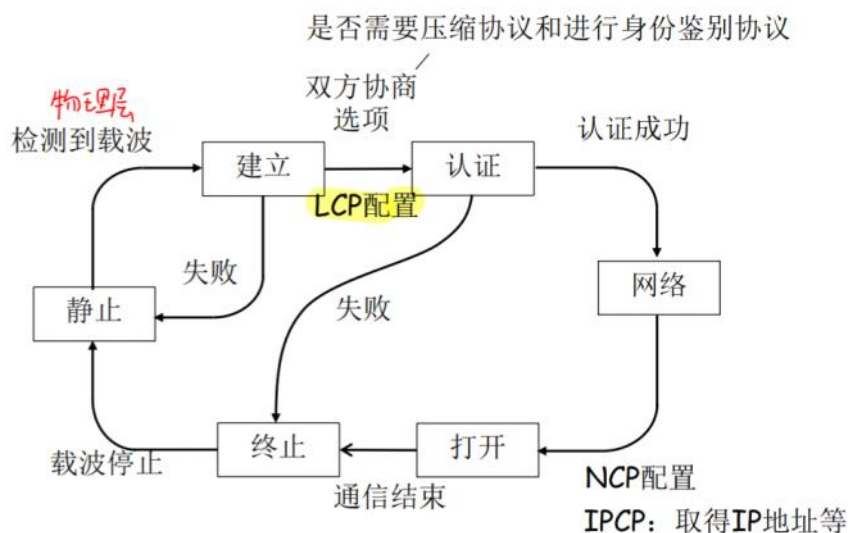 是否需要压缩协议和进行身份鉴别协议
双方协商
选项
物理层
检测到载波
认证成功
建立
认证
LCP配置
失败
网络
静止
失败
终止
打开
载波停止
通信结束
NCP配置
IPCP：取得IP地址等